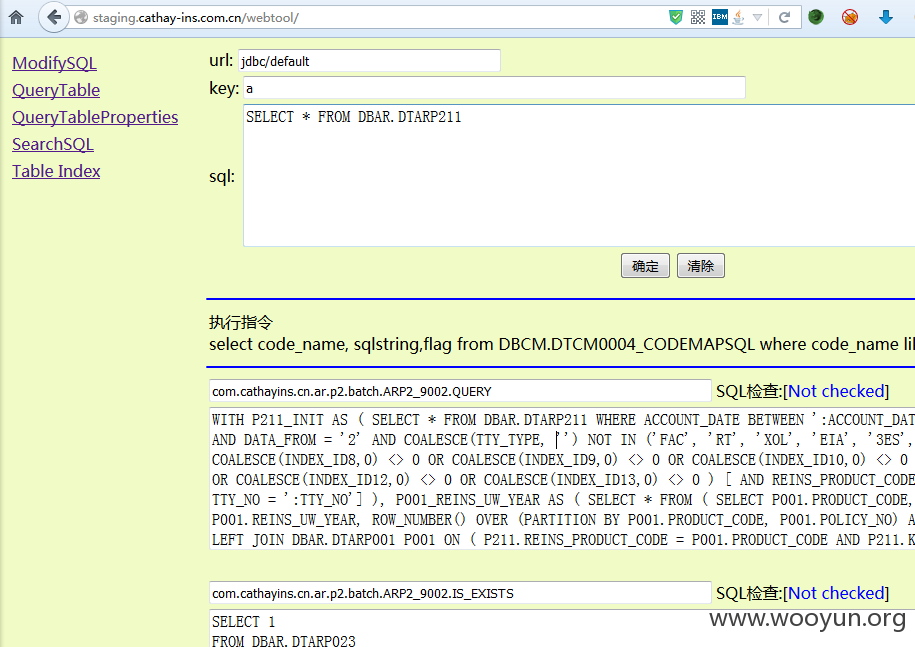 staging.cathay-ins.com.cn/webtool/
IBM
ModifySQL
QueryTable
QueryTableProperties
SearchSQL
Table Index
url: jdbc/default
key: a
SELECT * FROM DBAR.DTARP211
sql:
确定 清除
执行指令
select code_name, sqlstring,flag from DBCM.DTCM0004_CODEMAPSQL where code_name lil
com.cathayins.cn.ar.p2.batch.ARP2_9002.QUERY SQL检查:[Not checked]
WITH P211_INIT AS ( SELECT * FROM DBAR.DTARP211 WHERE ACCOUNT_DATE BETWEEN ':ACCOUNT_DAT
AND DATA_FROM = '2' AND COALESCE(TTY_TYPE, '') NOT IN ('FAC', 'RT', 'XOL', 'EIA', '3ES',
COALESCE(INDEX_ID8,0) <> 0 OR COALESCE(INDEX_ID9,0) <> 0 OR COALESCE(INDEX_ID10,0) <> 0
OR COALESCE(INDEX_ID12,0) <> 0 OR COALESCE(INDEX_ID13,0) <> 0 ) [ AND REINS_PRODUCT_CODE
TTY_NO = ':TTY_NO'] ), P001_REINS_UW_YEAR AS ( SELECT * FROM ( SELECT P001.PRODUCT_CODE,
P001.REINS_UW_YEAR, ROW_NUMBER() OVER (PARTITION BY P001.PRODUCT_CODE, P001.POLICY_NO) A
LEFT JOIN DBAR.DTARP001 P001 ON ( P211.REINS_PRODUCT_CODE = P001.PRODUCT_CODE AND P211.K
com.cathayins.cn.ar.p2.batch.ARP2_9002.IS_EXISTS SQL检查:[Not checked]
SELECT 1
FROM DBAR.DTARP023
www.wooyun.org